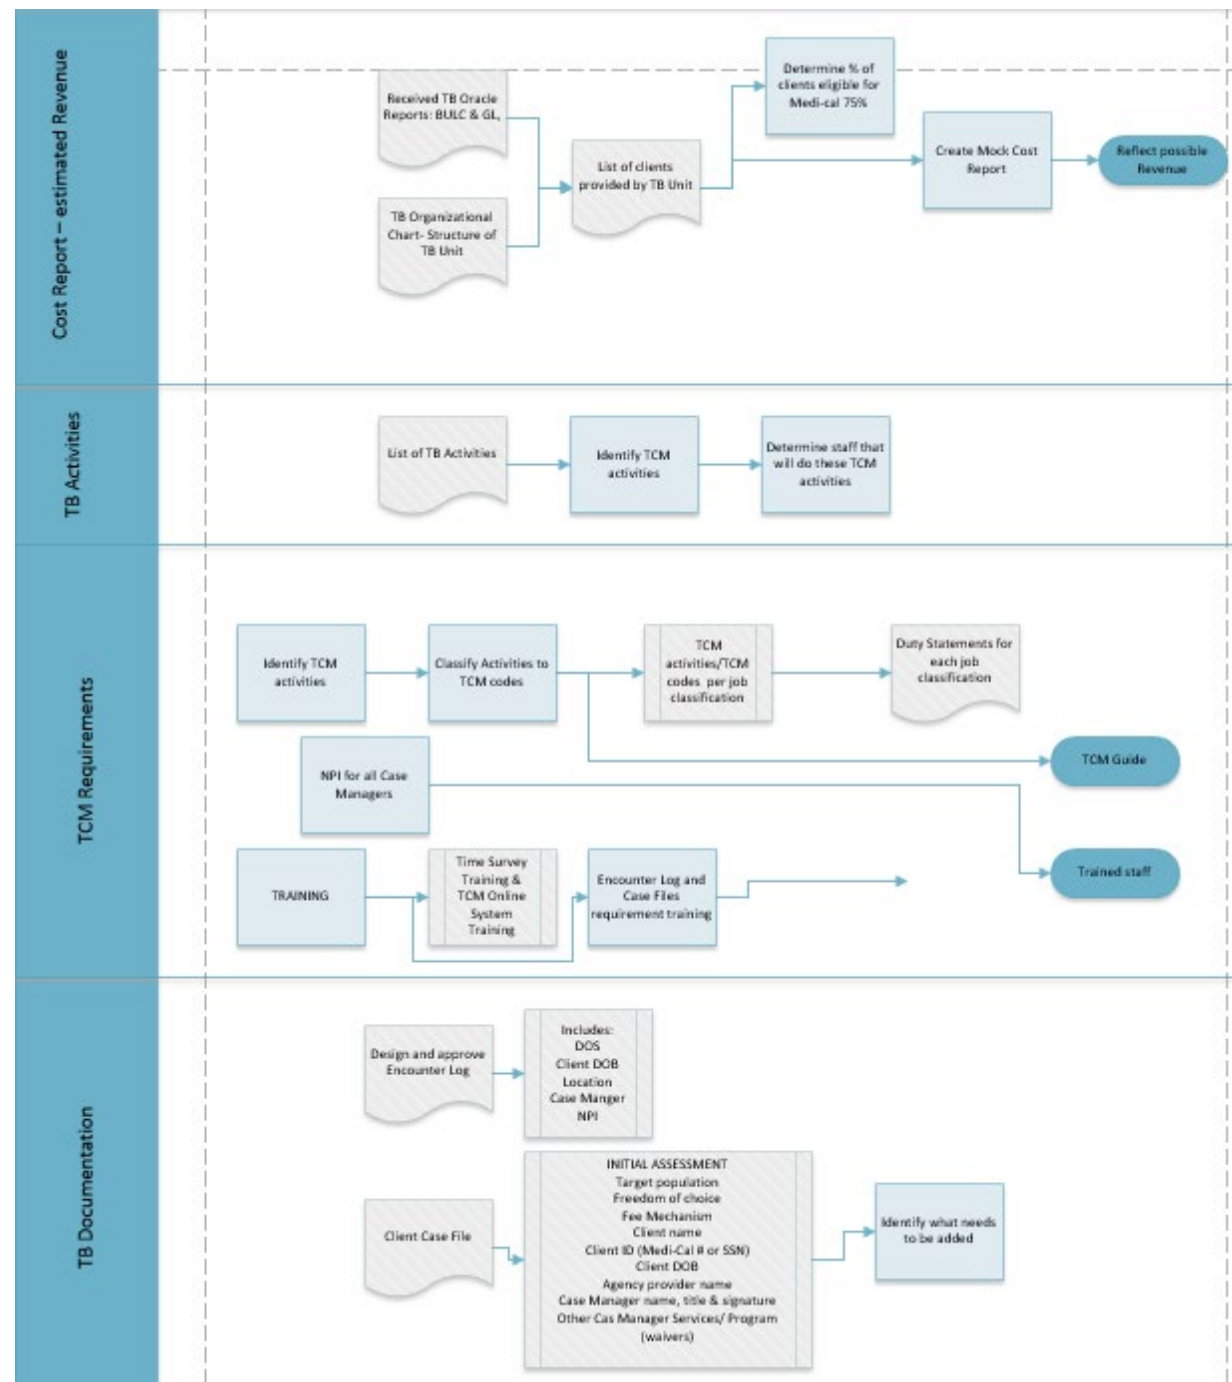 Cost Report – estimated Revenue
Received TB Oracle
Reports: BULC & GL,
TB Organizational
Chart- Structure of
TB Unit
List of clients
provided by TB Unit
Determine % of
clients eligible for
Medi-cal 75%
Create Mock Cost
Report
Reflect possible
Revenue
TB Activities
List of TB Activities
Identify TCM
activities
Determine staff that
will do these TCM
activities
TCM Requirements
Identify TCM
activities
Classify Activities to
TCM codes
TCM
activities/TCM
codes per job
classification
Duty Statements for
each job
classification
NPI for all Case
Managers
TCM Guide
TRAINING
Time Survey
Training &
TCM Online
System
Training
Encounter Log and
Case Files
requirement training
Trained staff
TB Documentation
Design and approve
Encounter Log
Includes:
DOS
Client DOB
Location
Case Manger
NPI
Client Case File
INITIAL ASSESSMENT
Target population
Freedom of choice
Fee Mechanism
Client name
Client ID (Medi-Cal # or SSN)
Client DOB
Agency provider name
Case Manager name, title & signature
Other Cas Manager Services/ Program
(waivers)
Identify what needs
to be added